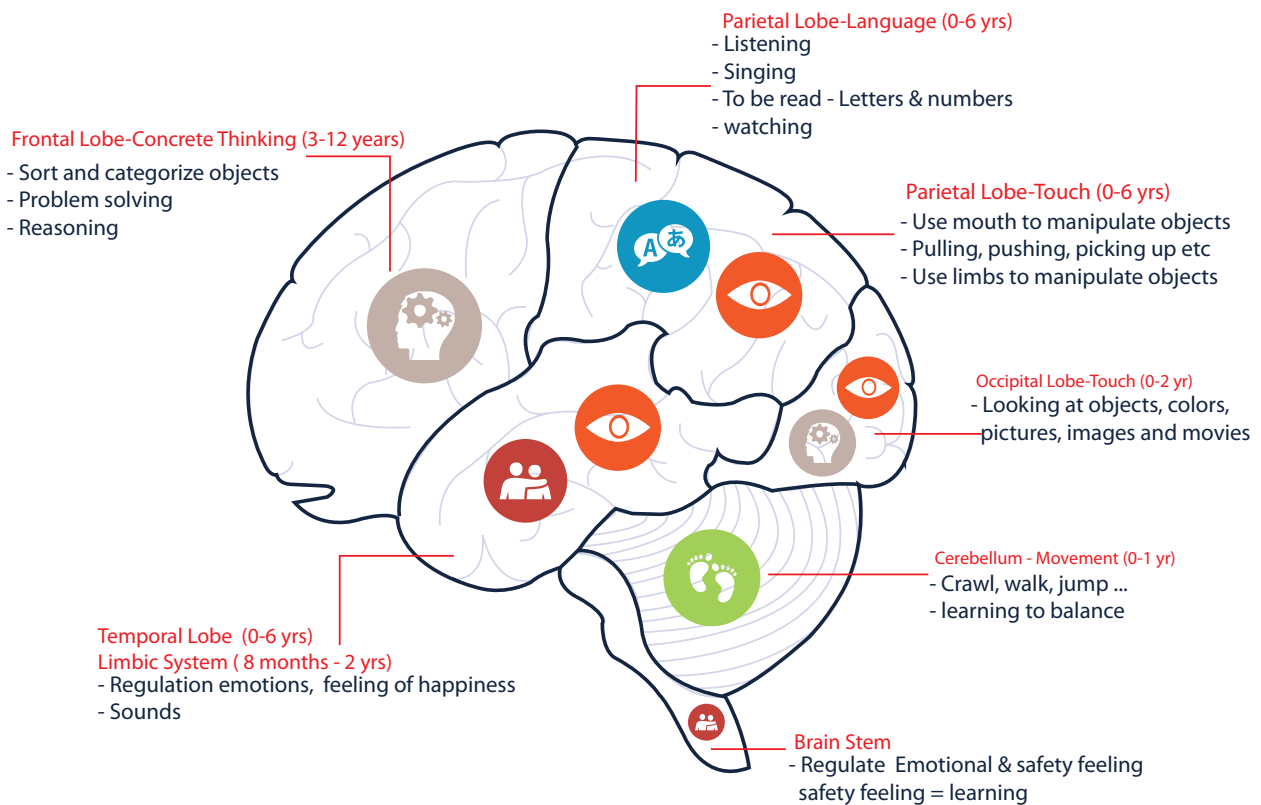 Parietal Lobe-Language (0-6 yrs)
- Listening
- Singing
- To be read - Letters & numbers
- watching
Frontal Lobe-Concrete Thinking (3-12 years)
- Sort and categorize objects
- Problem solving
- Reasoning
Parietal Lobe-Touch (0-6 yrs)
- Use mouth to manipulate objects
- Pulling, pushing, picking up etc
- Use limbs to manipulate objects
A あ
Occipital Lobe-Touch (0-2 yr)
- Looking at objects, colors,
pictures, images and movies
Cerebellum - Movement (0-1 yr)
- Crawl, walk, jump ...
- learning to balance
Temporal Lobe (0-6 yrs)
Limbic System ( 8 months - 2 yrs)
- Regulation emotions, feeling of happiness
- Sounds
Brain Stem
- Regulate Emotional & safety feeling
safety feeling = learning